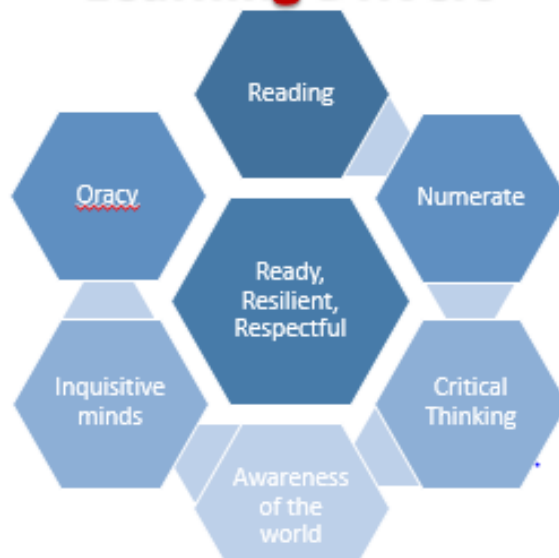 Reading
Oracy
Numerate
Ready,
Resilient,
Respectful
Inquisitive
minds
Critical
Thinking
Awareness
of the
world